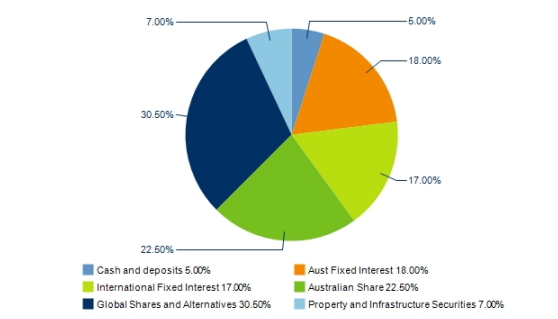 7.00%
5.00%
18.00%
30.50%
17.00%
22.50%
Cash and deposits 5.00%
Aust Fixed Interest 18.00%
International Fixed Interest 17.00%
Australian Share 22.50%
Global Shares and Alternatives 30.50%
Property and Infrastructure Securities 7.00%